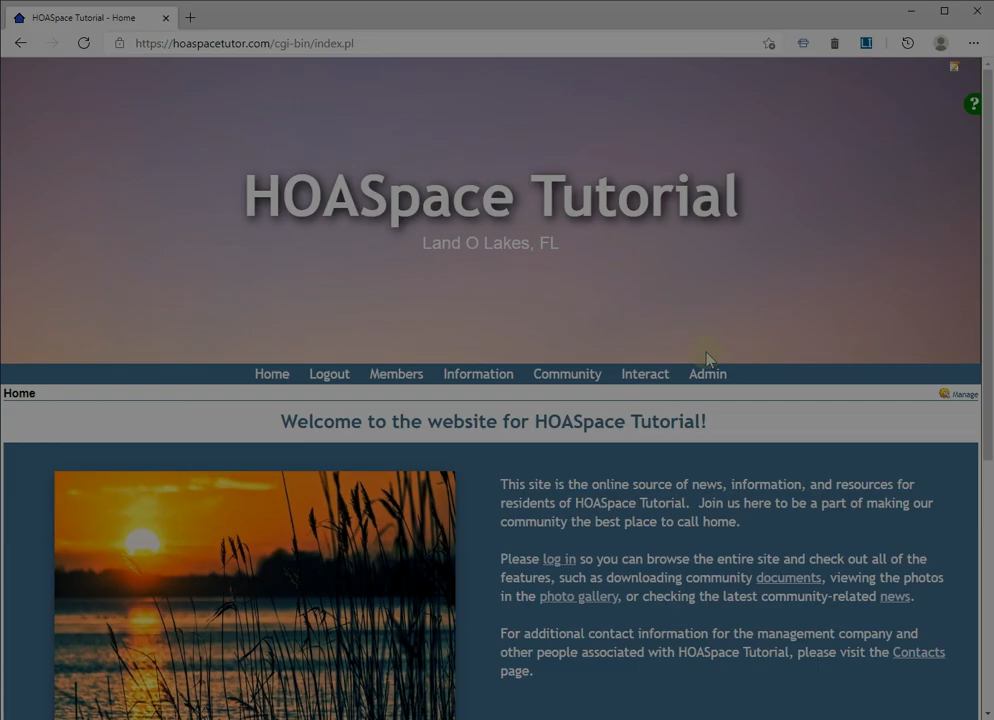 HOASpace Tutorial - Home
https://hoaspacetutor.com/cgi-bin/index.pl
?
HOASpace Tutorial
Land O Lakes, FL
Home Logout Members Information Community Interact Admin
Home
Manage
Welcome to the website for HOASpace Tutorial!
This site is the online source of news, information, and resources for
residents of HOASpace Tutorial. Join us here to be a part of making our
community the best place to call home.
Please log in so you can browse the entire site and check out all of the
features, such as downloading community documents, viewing the photos
in the photo gallery, or checking the latest community-related news.
For additional contact information for the management company and
other people associated with HOASpace Tutorial, please visit the Contacts
page.